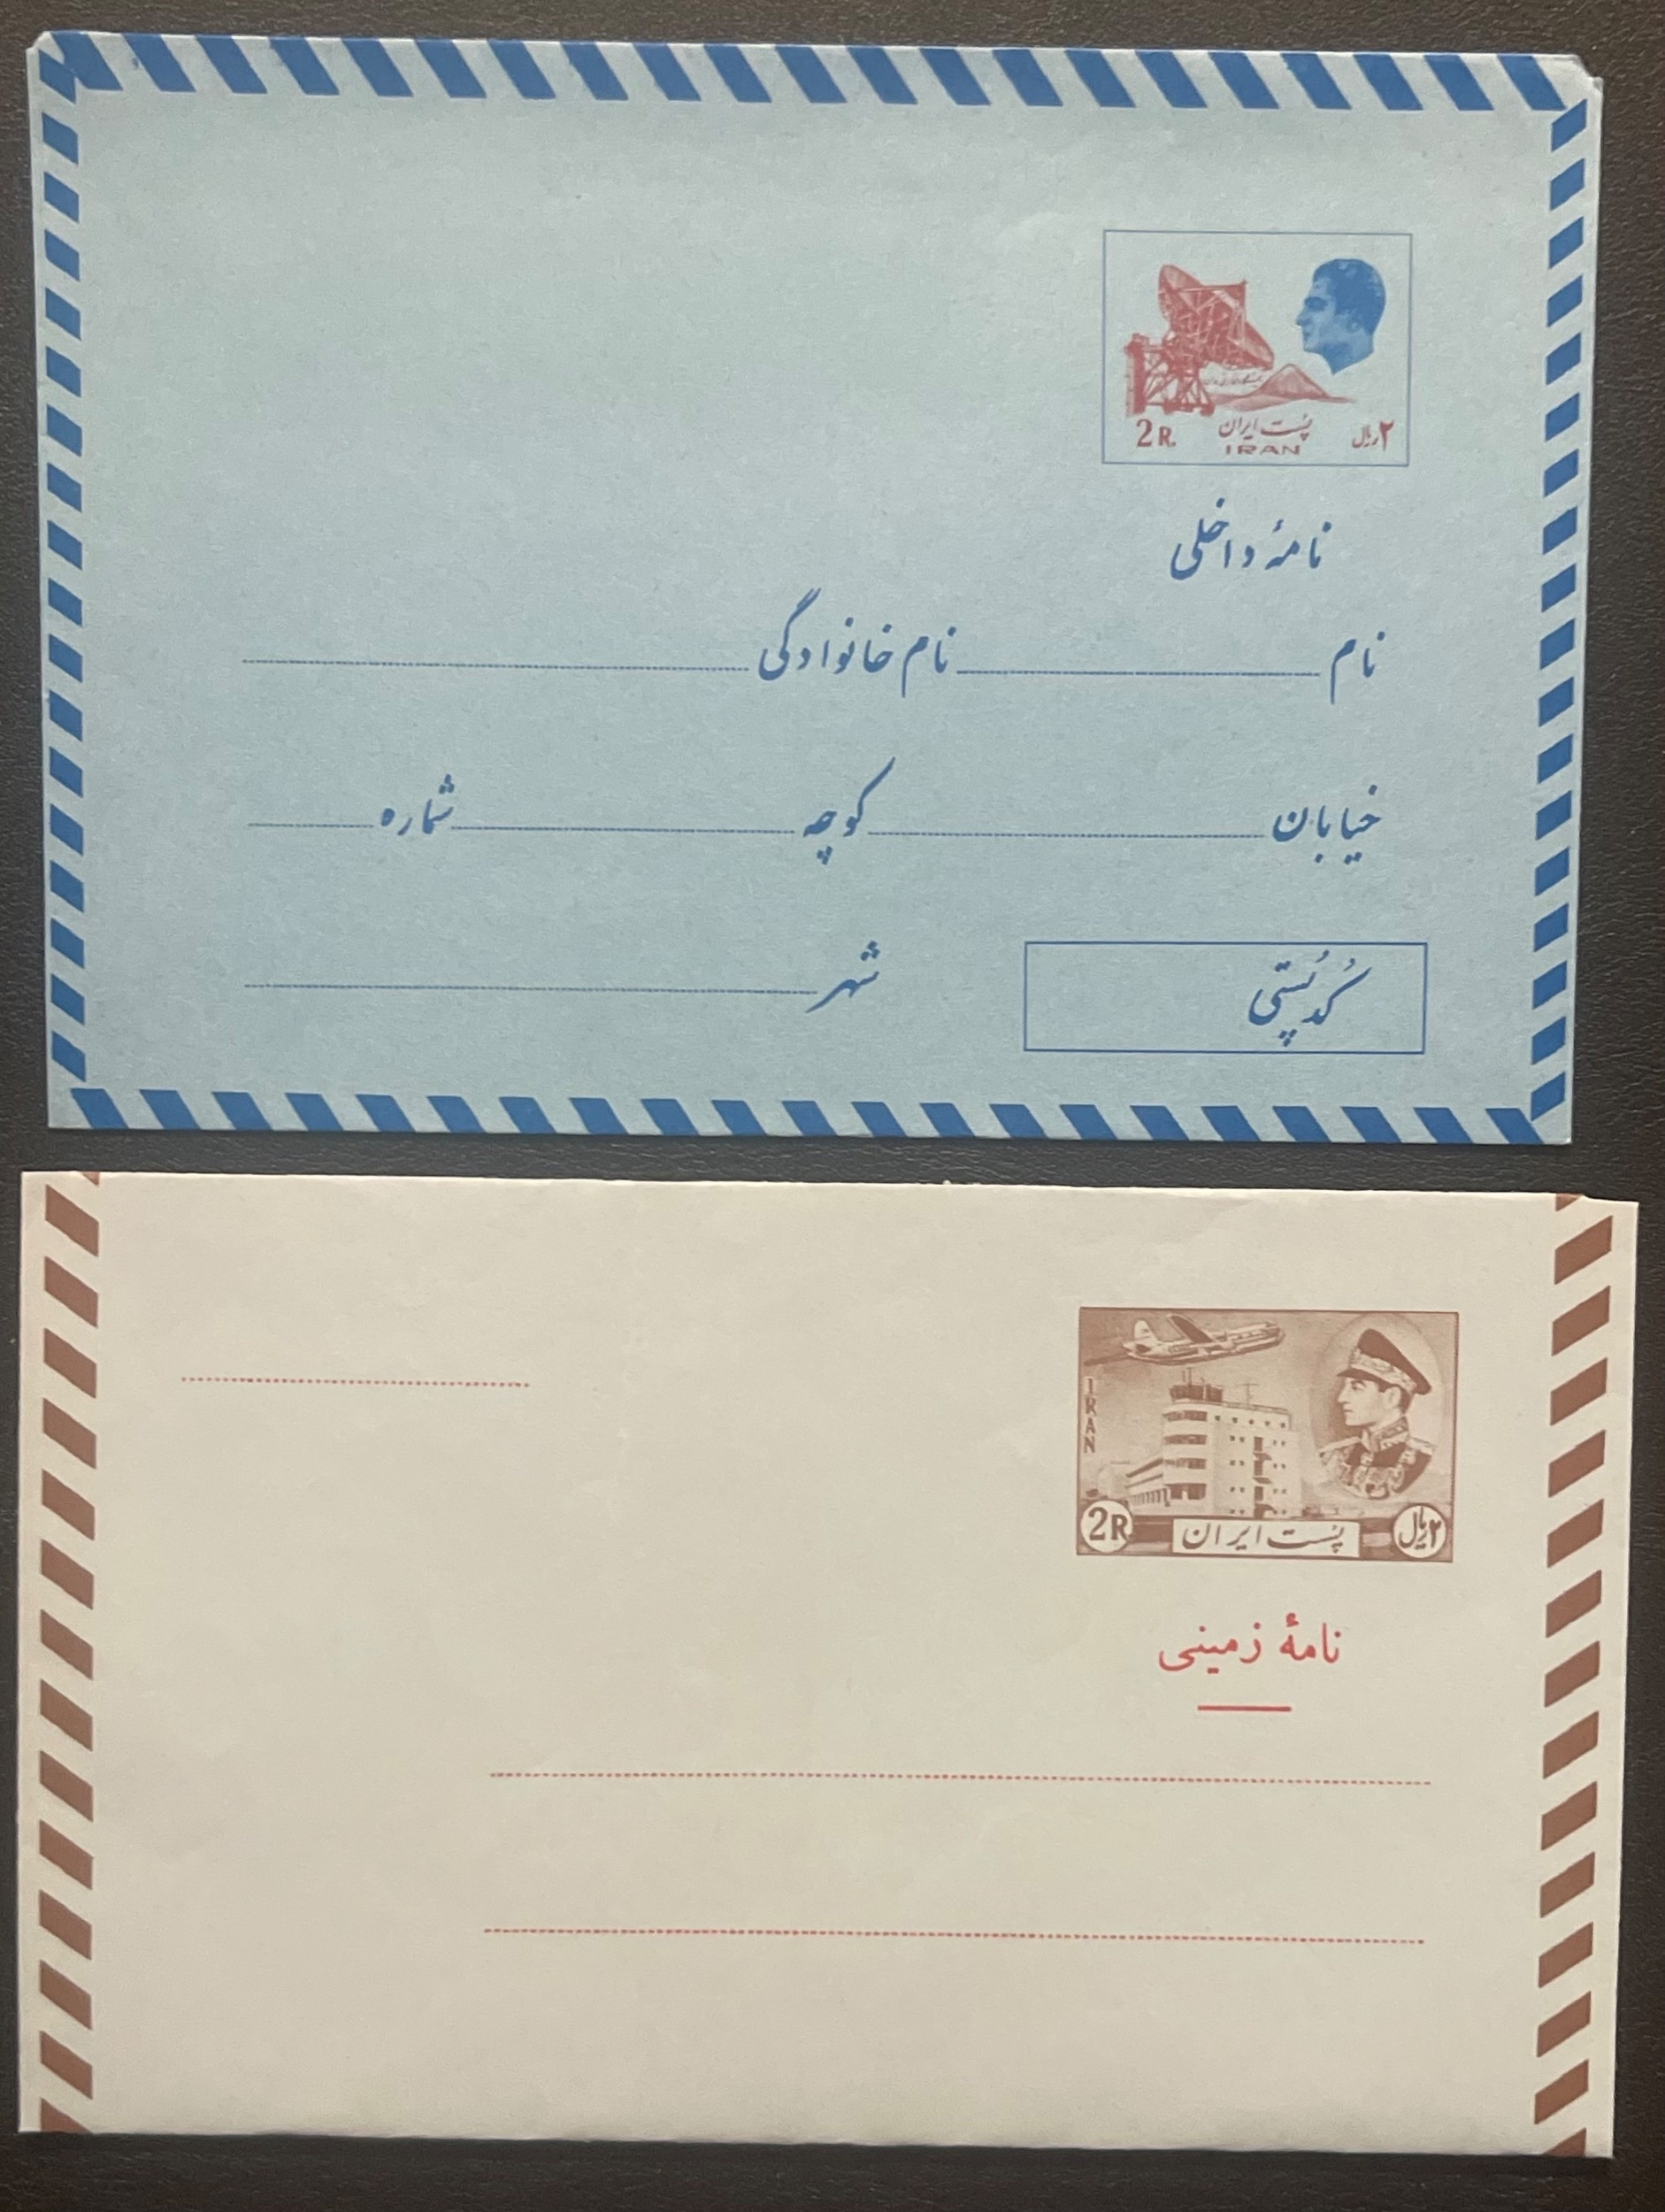 2 R. پست ایران ۲ ریال
IRAN
نامهٔ داخلی
نام نام خانوادگی
خیابان کوچه شماره
کُد پُستی شهر
IRAN
2R پست ایران ۲ ریال
نامهٔ زمینی